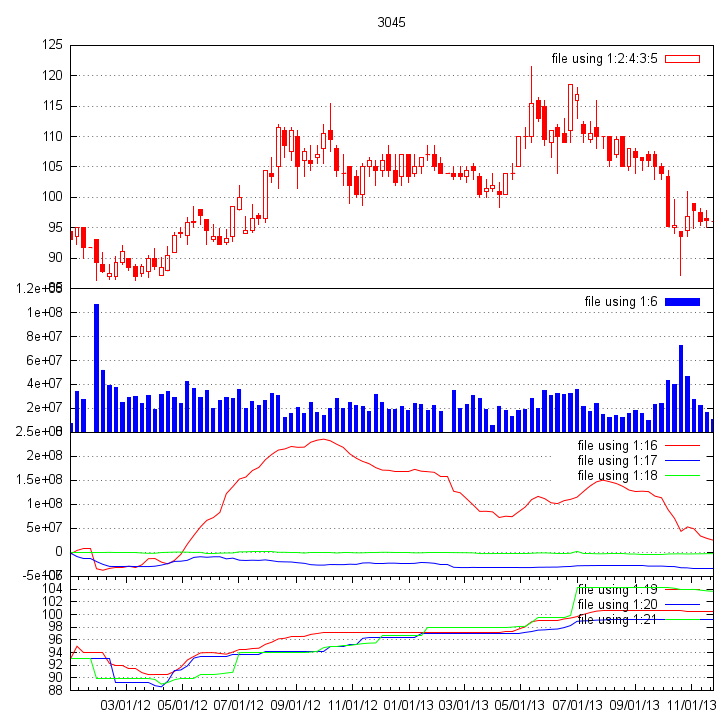 3045
125
file using 1:2:4:3:5
120
115
110
105
100
95
90
85
1.2e+08
file using 1:6
1e+08
8e+07
6e+07
4e+07
2e+07
0
2.5e+08
file using 1:16
2e+08
file using 1:17
1.5e+08
file using 1:18
1e+08
5e+07
0
-5e+07
104
file using 1:19
102
file using 1:20
100
file using 1:21
98
96
94
92
90
88
03/01/12 05/01/12 07/01/12 09/01/12 11/01/12 01/01/13 03/01/13 05/01/13 07/01/13 09/01/13 11/01/13